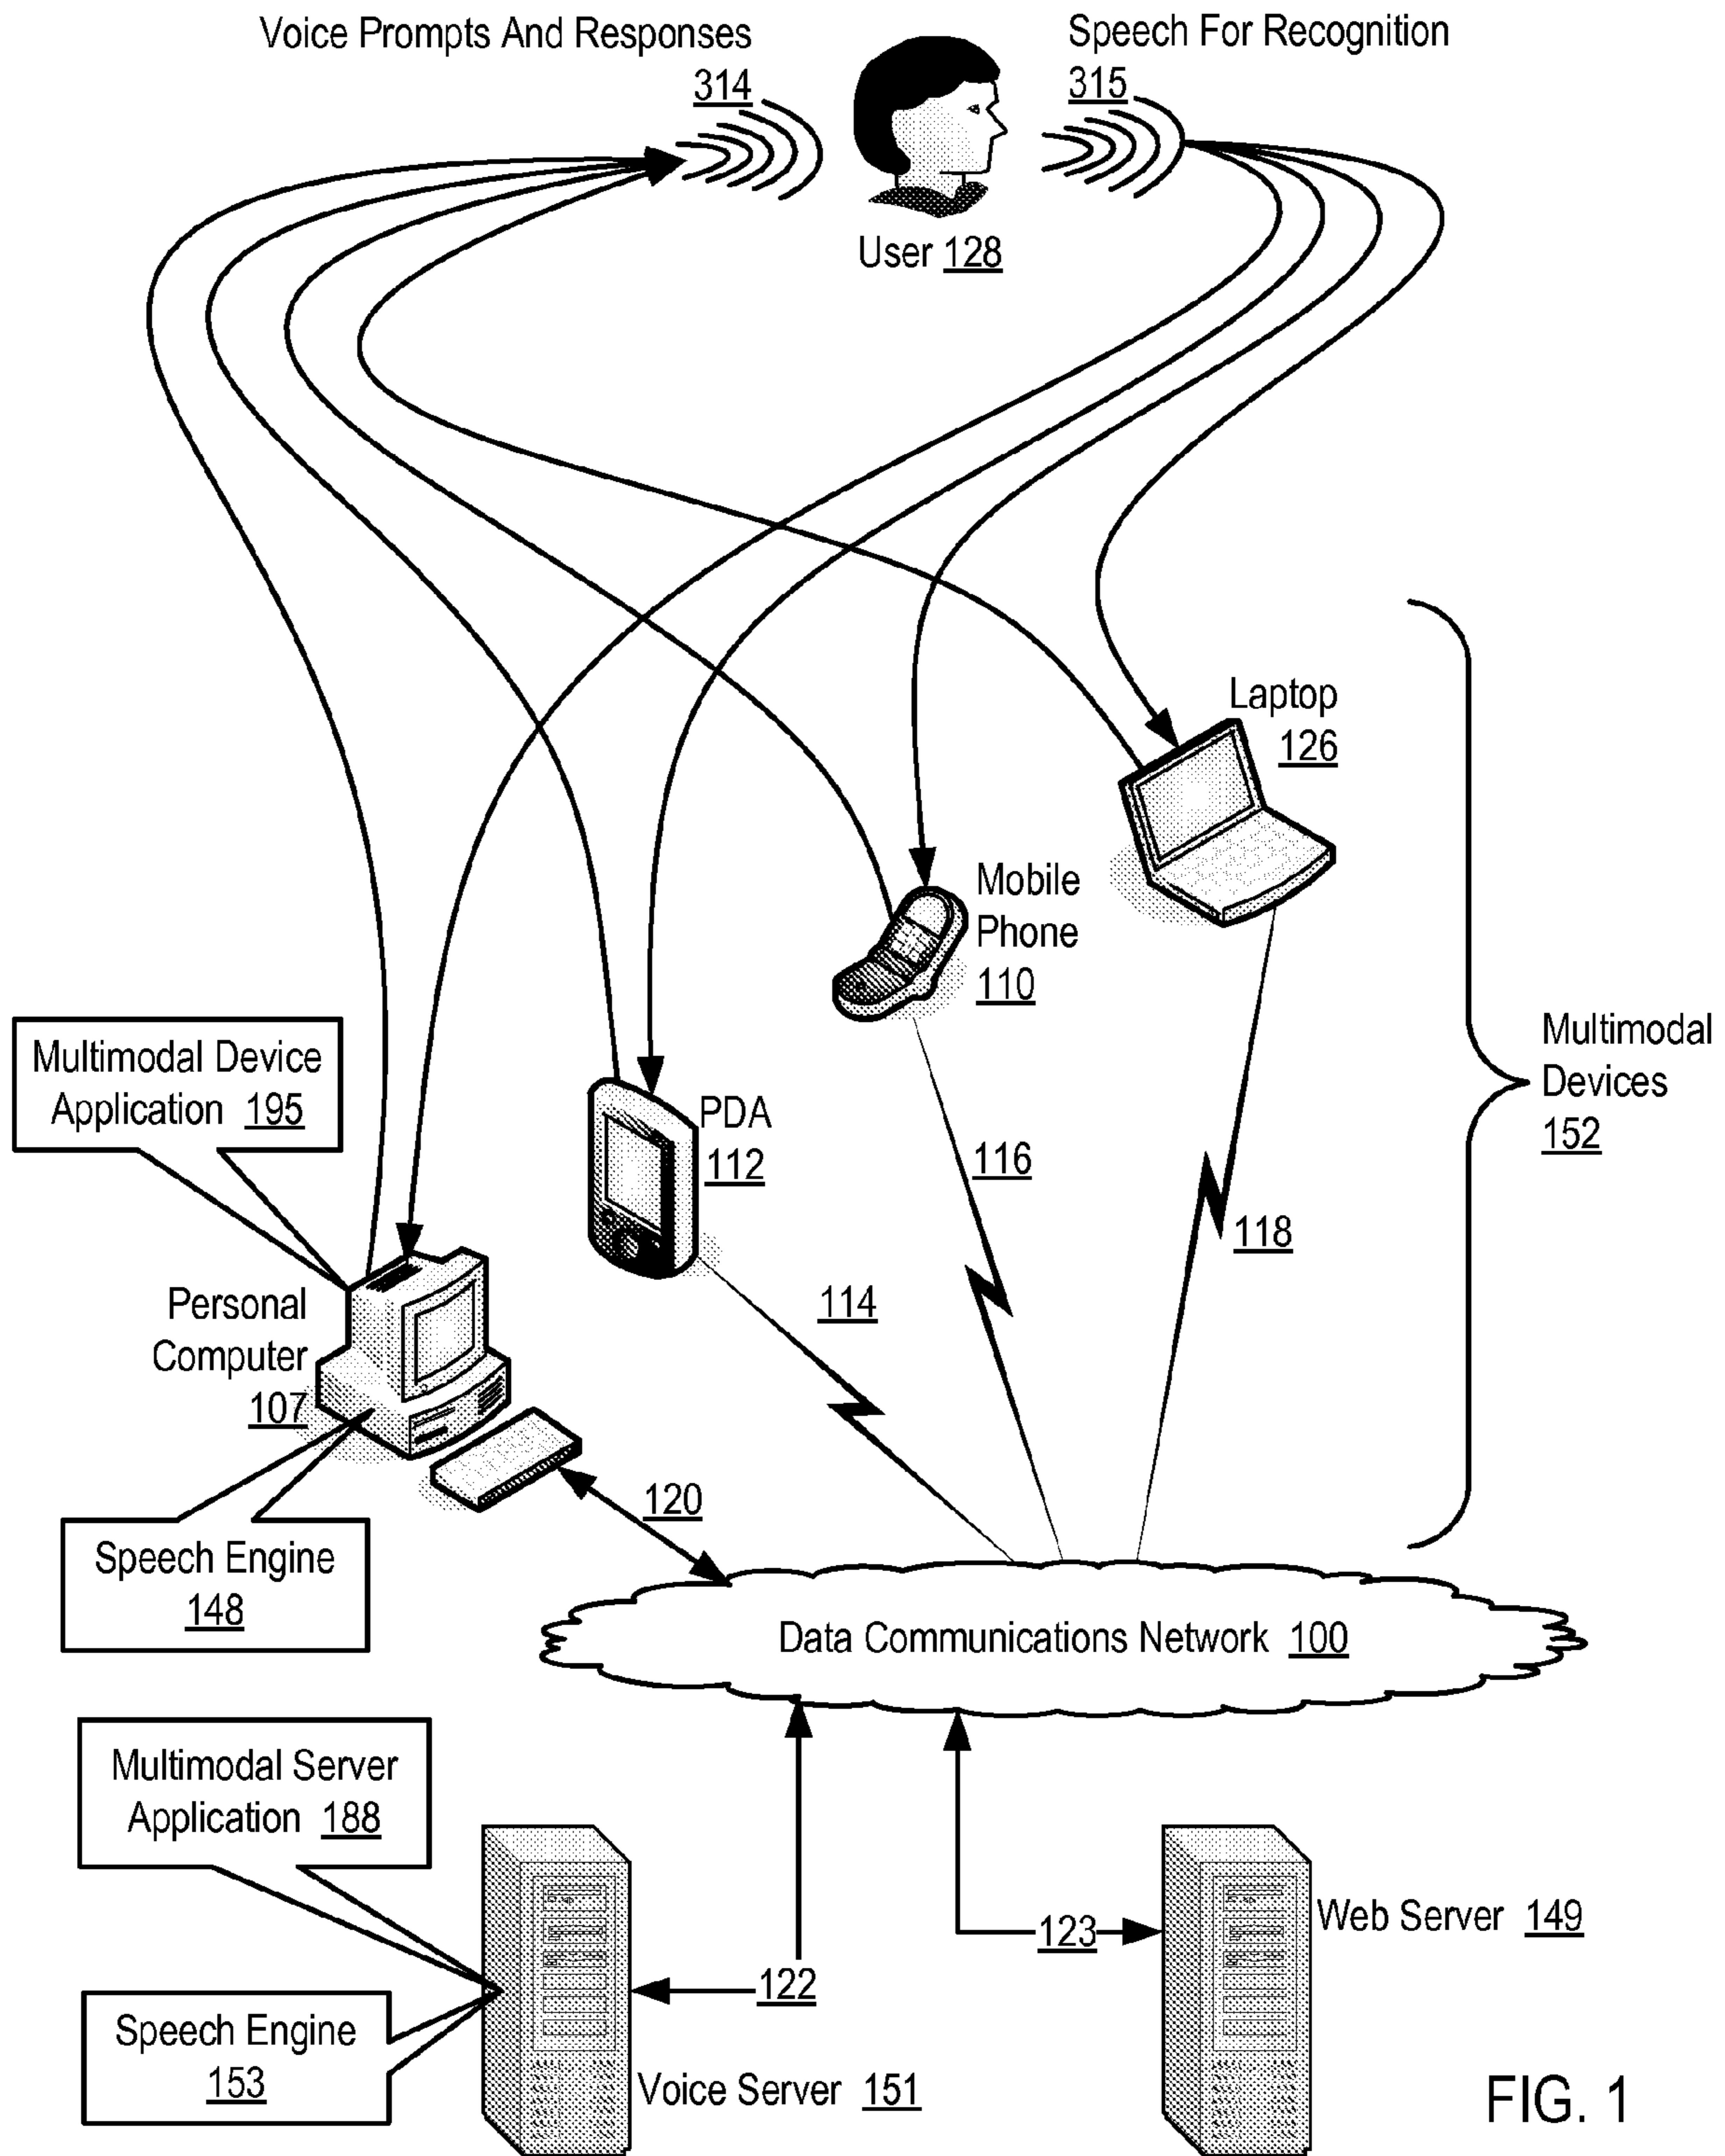 Voice Prompts And Responses
314
Speech For Recognition
315
User 128
Laptop
126
Mobile
Phone
110
Multimodal
Devices
152
Multimodal Device
Application 195
PDA
112
116
118
114
Personal
Computer
107
120
Speech Engine
148
Data Communications Network 100
Multimodal Server
Application 188
Web Server 149
123
122
Speech Engine
153
Voice Server 151
FIG. 1